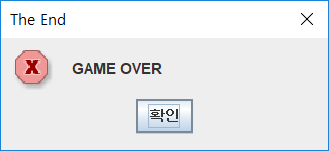 The End
GAME OVER
확인